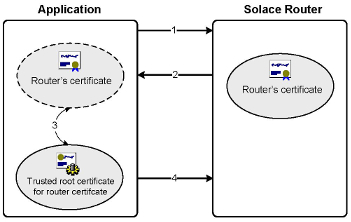 Application
Solace Router
1
Router's certificate
2
Router's certificate
3
Trusted root certificate
for router certifcate
4